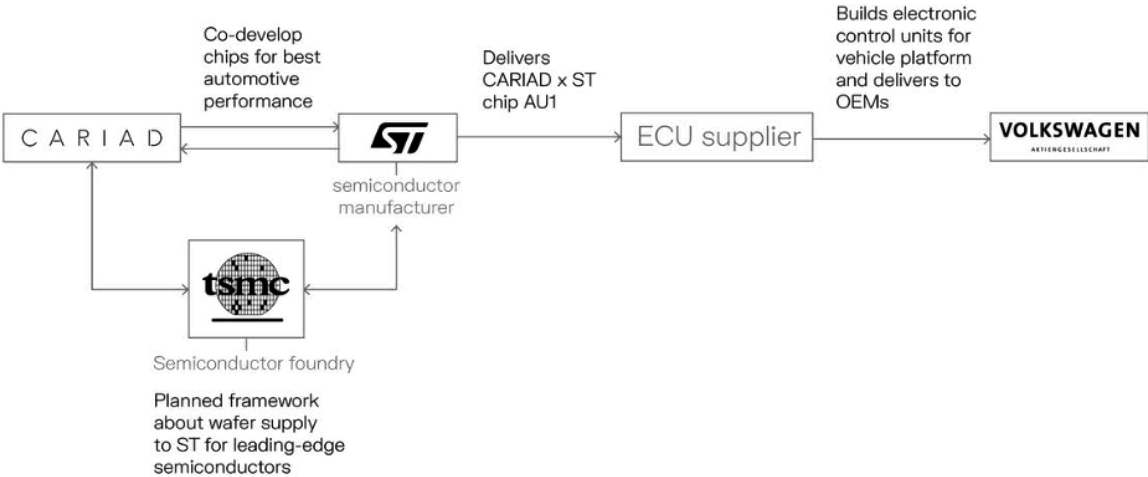 Co-develop
chips for best
automotive
performance
Delivers
CARIAD x ST
chip AU1
Builds electronic
control units for
vehicle platform
and delivers to
OEMs
CARIAD
ST
ECU supplier
VOLKSWAGEN
AKTIENGESELLSCHAFT
semiconductor
manufacturer
tsmc
Semiconductor foundry
Planned framework
about wafer supply
to ST for leading-edge
semiconductors